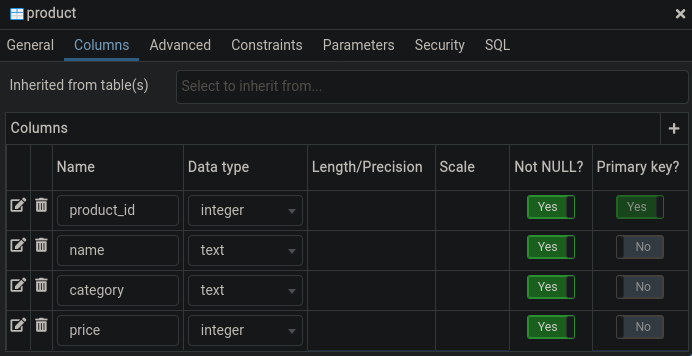 product
General Columns Advanced Constraints Parameters Security SQL
Inherited from table(s) Select to inherit from...
Columns
Name Data type Length/Precision Scale Not NULL? Primary key?
product_id integer Yes Yes
name text Yes No
category text Yes No
price integer Yes No